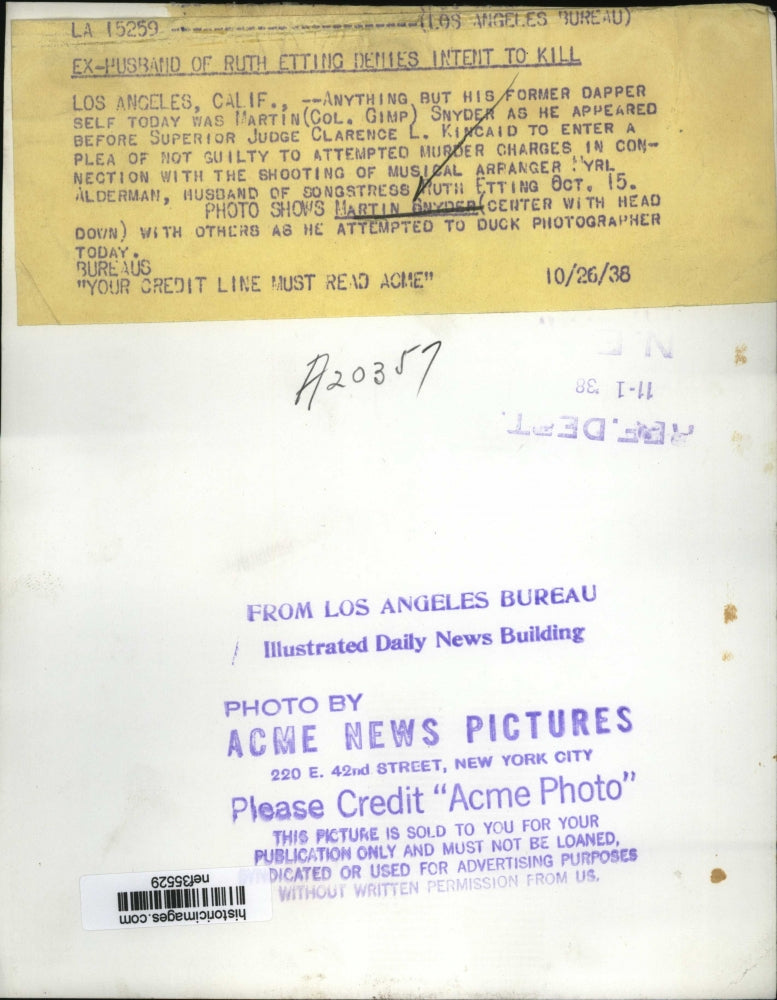 LA 15259 ---------------------(LOS ANGELES BUREAU)
EX-HUSBAND OF RUTH ETTING DENIES INTENT TO KILL
LOS ANGELES, CALIF., --ANYTHING BUT HIS FORMER DAPPER
SELF TODAY WAS MARTIN(COL. GIMP) SNYDER AS HE APPEARED
BEFORE SUPERIOR JUDGE CLARENCE L. KINCAID TO ENTER A
PLEA OF NOT GUILTY TO ATTEMPTED MURDER CHARGES IN CON-
NECTION WITH THE SHOOTING OF MUSICAL ARRANGER MYRL
ALDERMAN, HUSBAND OF SONGSTRESS RUTH ETTING OCT. 15.
PHOTO SHOWS MARTIN SNYDER(CENTER WITH HEAD
DOWN) WITH OTHERS AS HE ATTEMPTED TO DUCK PHOTOGRAPHER
TODAY.
BUREAUS
"YOUR CREDIT LINE MUST READ ACME" 10/26/38
A20357
11-1 '38
REF. DEPT.
FROM LOS ANGELES BUREAU
Illustrated Daily News Building
PHOTO BY
ACME NEWS PICTURES
220 E. 42nd STREET, NEW YORK CITY
Please Credit "Acme Photo"
THIS PICTURE IS SOLD TO YOU FOR YOUR
PUBLICATION ONLY AND MUST NOT BE LOANED,
SYNDICATED OR USED FOR ADVERTISING PURPOSES
WITHOUT WRITTEN PERMISSION FROM US.
historicimages.com
nef35529